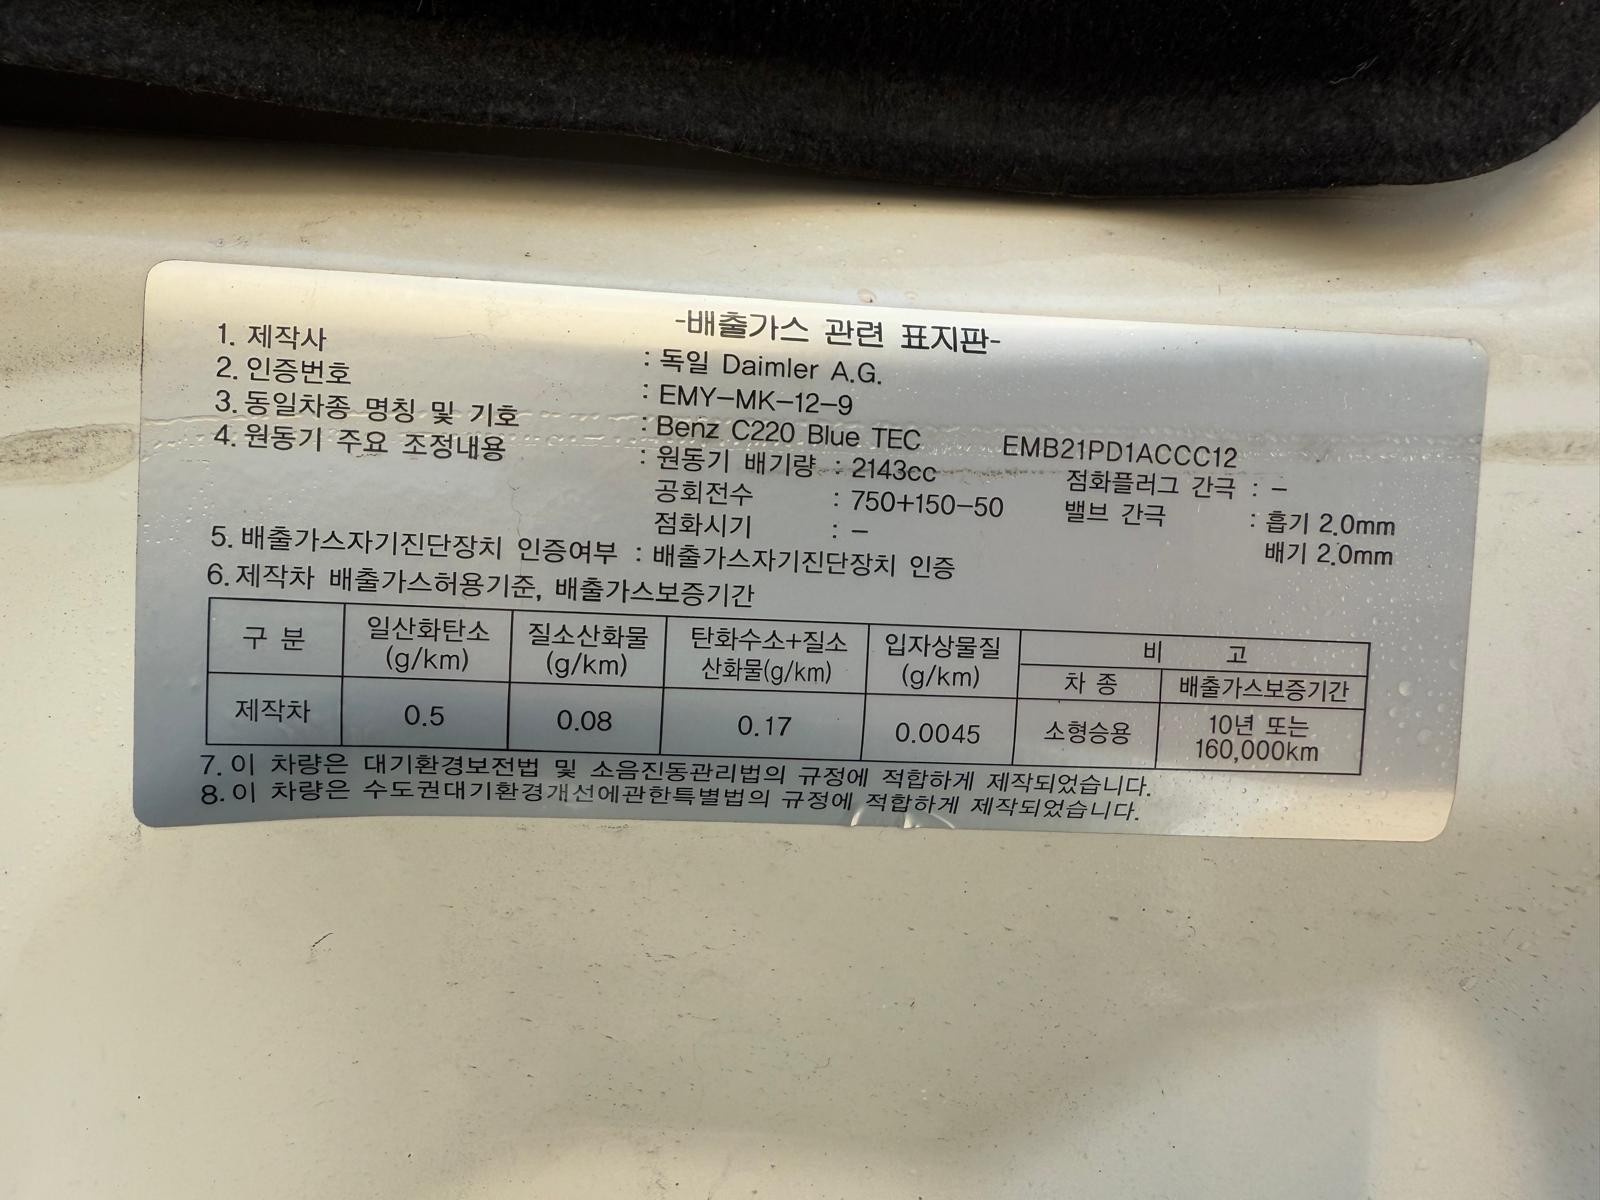 -배출가스 관련 표지판-
1. 제작사 : 독일 Daimler A.G.
2. 인증번호 : EMY-MK-12-9
3. 동일차종 명칭 및 기호 : Benz C220 Blue TEC EMB21PD1ACCC12
4. 원동기 주요 조정내용 : 원동기 배기량 : 2143cc 점화플러그 간극 : -
공회전수 : 750+150-50 밸브 간극 : 흡기 2.0mm
점화시기 : - 배기 2.0mm
5. 배출가스자기진단장치 인증여부 : 배출가스자기진단장치 인증
6. 제작차 배출가스허용기준, 배출가스보증기간
구 분 일산화탄소 질소산화물 탄화수소+질소 입자상물질 비 고
(g/km) (g/km) 산화물(g/km) (g/km) 차 종 배출가스보증기간
제작차 0.5 0.08 0.17 0.0045 소형승용 10년 또는
160,000km
7. 이 차량은 대기환경보전법 및 소음진동관리법의 규정에 적합하게 제작되었습니다.
8. 이 차량은 수도권대기환경개선에관한특별법의 규정에 적합하게 제작되었습니다.